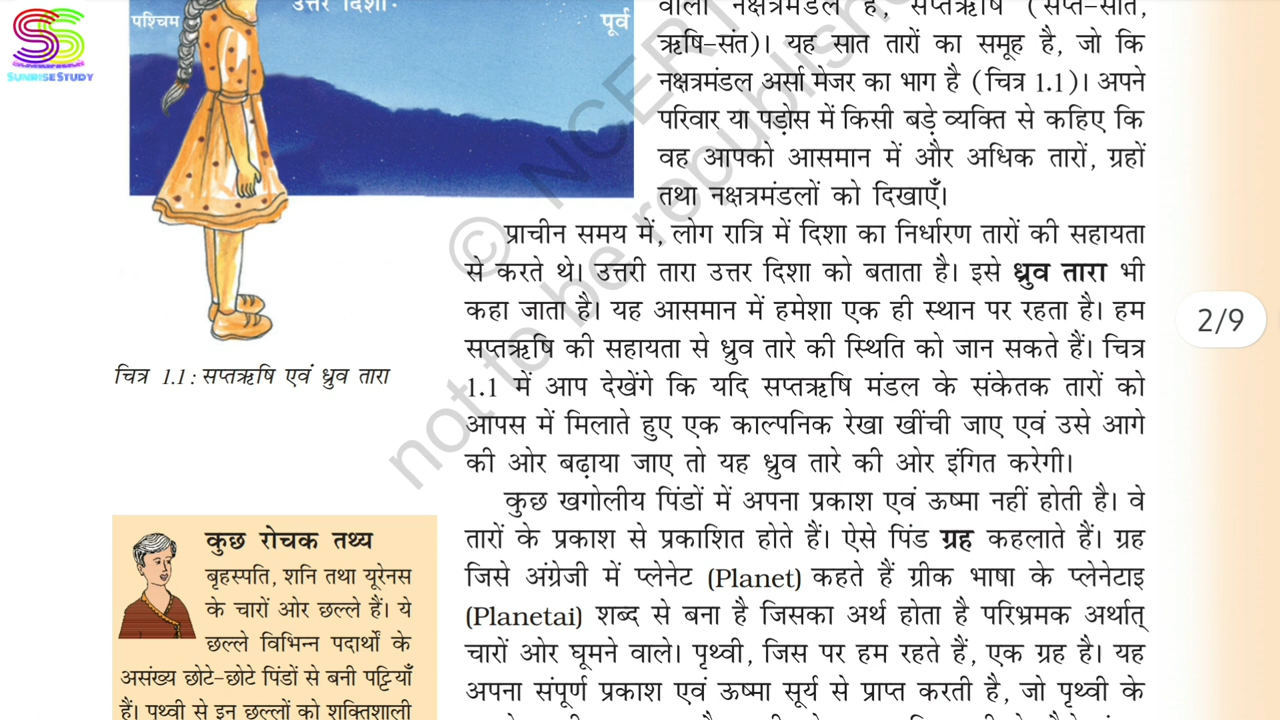 SUNRISE STUDY
उत्तर दिशा
पश्चिम
पूर्व
वाला नक्षत्रमंडल है, सप्तऋषि (सप्त-सात,
ऋषि-संत)। यह सात तारों का समूह है, जो कि
नक्षत्रमंडल अर्सा मेजर का भाग है (चित्र 1.1)। अपने
परिवार या पड़ोस में किसी बड़े व्यक्ति से कहिए कि
वह आपको आसमान में और अधिक तारों, ग्रहों
तथा नक्षत्रमंडलों को दिखाएँ।
प्राचीन समय में, लोग रात्रि में दिशा का निर्धारण तारों की सहायता
से करते थे। उत्तरी तारा उत्तर दिशा को बताता है। इसे ध्रुव तारा भी
कहा जाता है। यह आसमान में हमेशा एक ही स्थान पर रहता है। हम
सप्तऋषि की सहायता से ध्रुव तारे की स्थिति को जान सकते हैं। चित्र
1.1 में आप देखेंगे कि यदि सप्तऋषि मंडल के संकेतक तारों को
आपस में मिलाते हुए एक काल्पनिक रेखा खींची जाए एवं उसे आगे
की ओर बढ़ाया जाए तो यह ध्रुव तारे की ओर इंगित करेगी।
कुछ खगोलीय पिंडों में अपना प्रकाश एवं ऊष्मा नहीं होती है। वे
तारों के प्रकाश से प्रकाशित होते हैं। ऐसे पिंड ग्रह कहलाते हैं। ग्रह
जिसे अंग्रेजी में प्लेनेट (Planet) कहते हैं ग्रीक भाषा के प्लेनेटाइ
(Planetai) शब्द से बना है जिसका अर्थ होता है परिभ्रमक अर्थात्
चारों ओर घूमने वाले। पृथ्वी, जिस पर हम रहते हैं, एक ग्रह है। यह
अपना संपूर्ण प्रकाश एवं ऊष्मा सूर्य से प्राप्त करती है, जो पृथ्वी के
चित्र 1.1 : सप्तऋषि एवं ध्रुव तारा
कुछ रोचक तथ्य
बृहस्पति, शनि तथा यूरेनस
के चारों ओर छल्ले हैं। ये
छल्ले विभिन्न पदार्थों के
असंख्य छोटे-छोटे पिंडों से बनी पट्टियाँ
हैं। पृथ्वी से इन छल्लों को शक्तिशाली
2/9
© NCERT
not to be republished